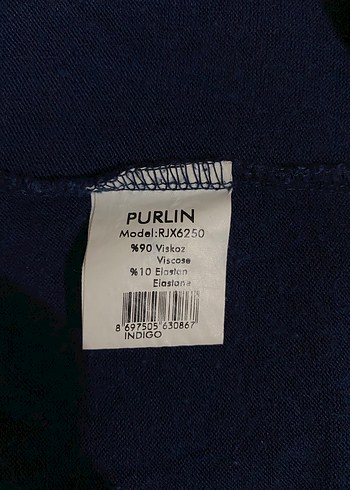 PURLIN
Model:RJX6250
%90 Viskoz
Viscose
%10 Elastan
Elastane
8 697505 630867
INDIGO